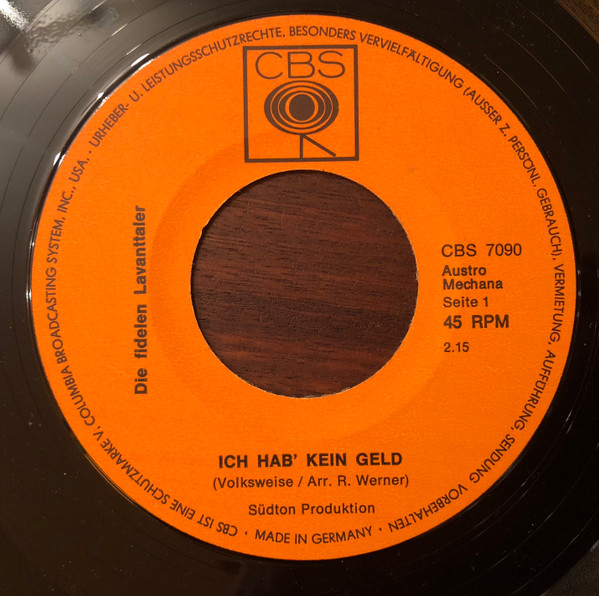 CBS
Die fidelen Lavanttaler
CBS 7090
Austro
Mechana
Seite 1
45 RPM
2.15
ICH HAB' KEIN GELD
(Volksweise / Arr. R. Werner)
Südton Produktion
CBS IST EINE SCHUTZMARKE V. COLUMBIA BROADCASTING SYSTEM, INC., USA. · URHEBER- U. LEISTUNGSSCHUTZRECHTE, BESONDERS VERVIELFÄLTIGUNG (AUSSER Z. PERSÖNL. GEBRAUCH), VERMIETUNG, AUFFÜHRUNG, SENDUNG VORBEHALTEN · MADE IN GERMANY ·